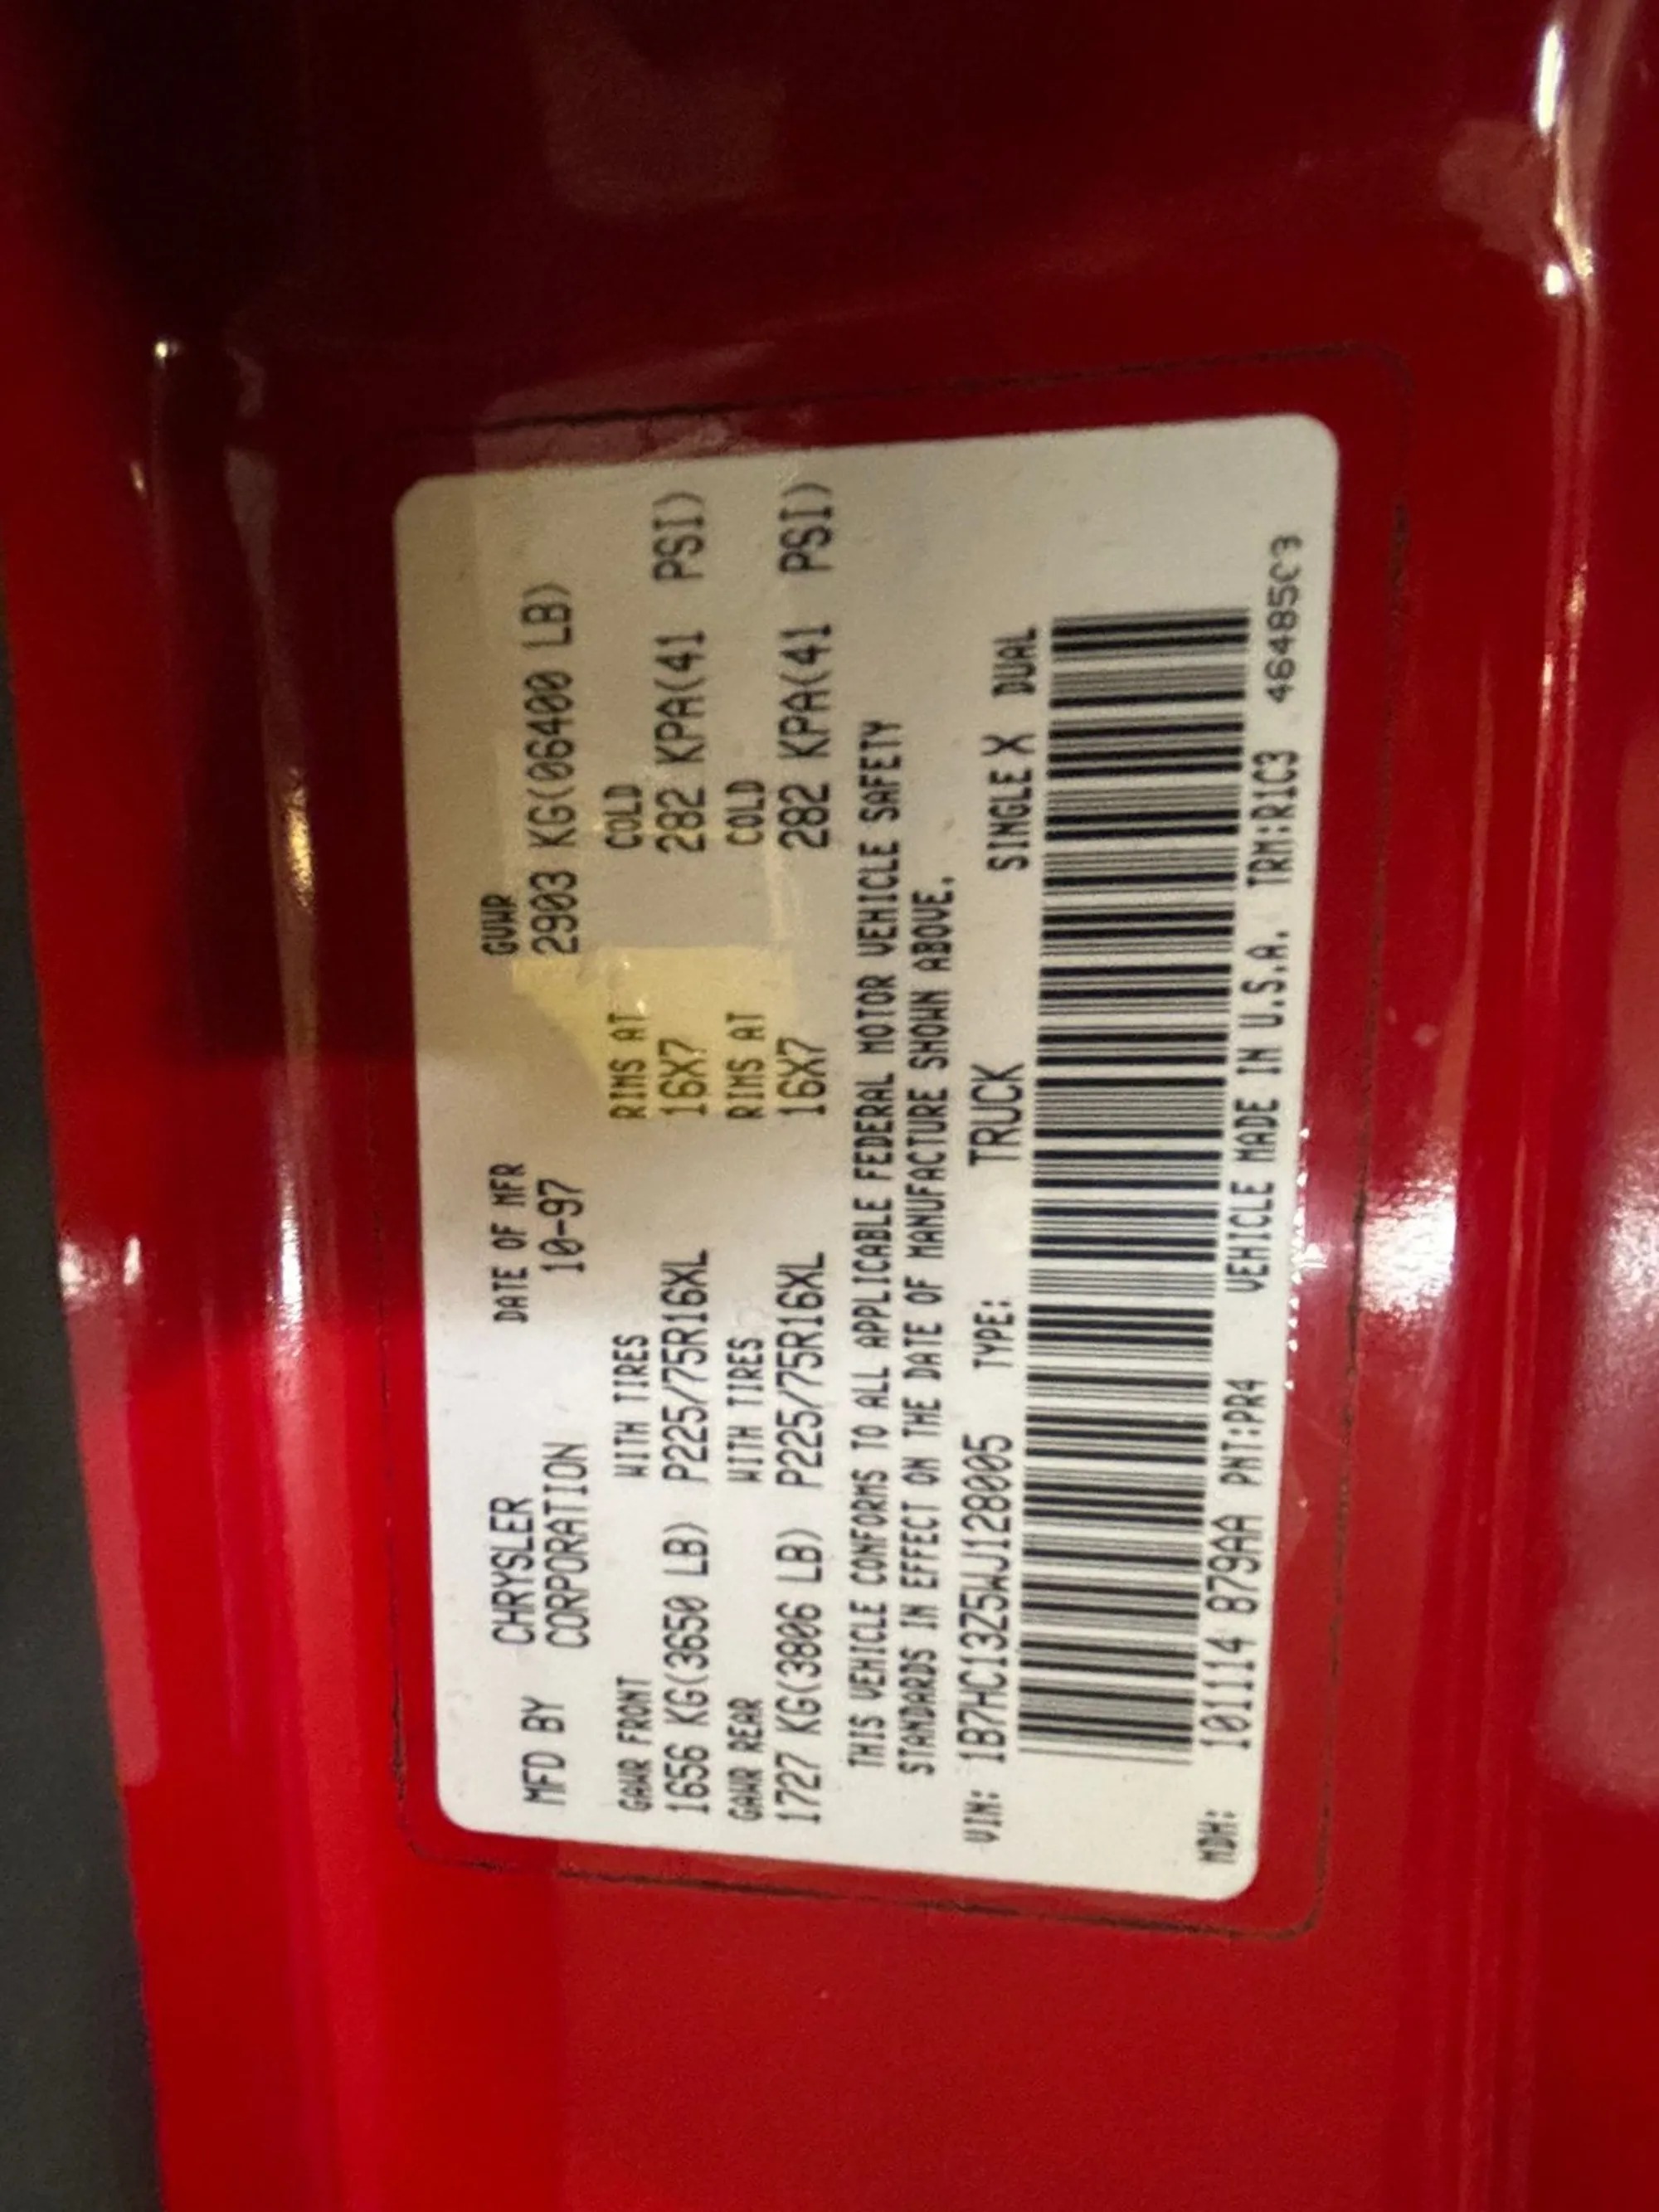 MFD BY CHRYSLER CORPORATION DATE OF MFR 10-97 GVWR 2903 KG(06400 LB)
GAWR FRONT WITH TIRES RIMS AT COLD
1656 KG(3650 LB) P225/75R16XL 16X7 282 KPA(41 PSI)
GAWR REAR WITH TIRES RIMS AT COLD
1727 KG(3806 LB) P225/75R16XL 16X7 282 KPA(41 PSI)
THIS VEHICLE CONFORMS TO ALL APPLICABLE FEDERAL MOTOR VEHICLE SAFETY
STANDARDS IN EFFECT ON THE DATE OF MANUFACTURE SHOWN ABOVE.
VIN: 1B7HC13Z5WJ128005 TYPE: TRUCK SINGLE X DUAL
MDH: 101114 879AA PNT:PR4 VEHICLE MADE IN U.S.A. TRM:R1C3